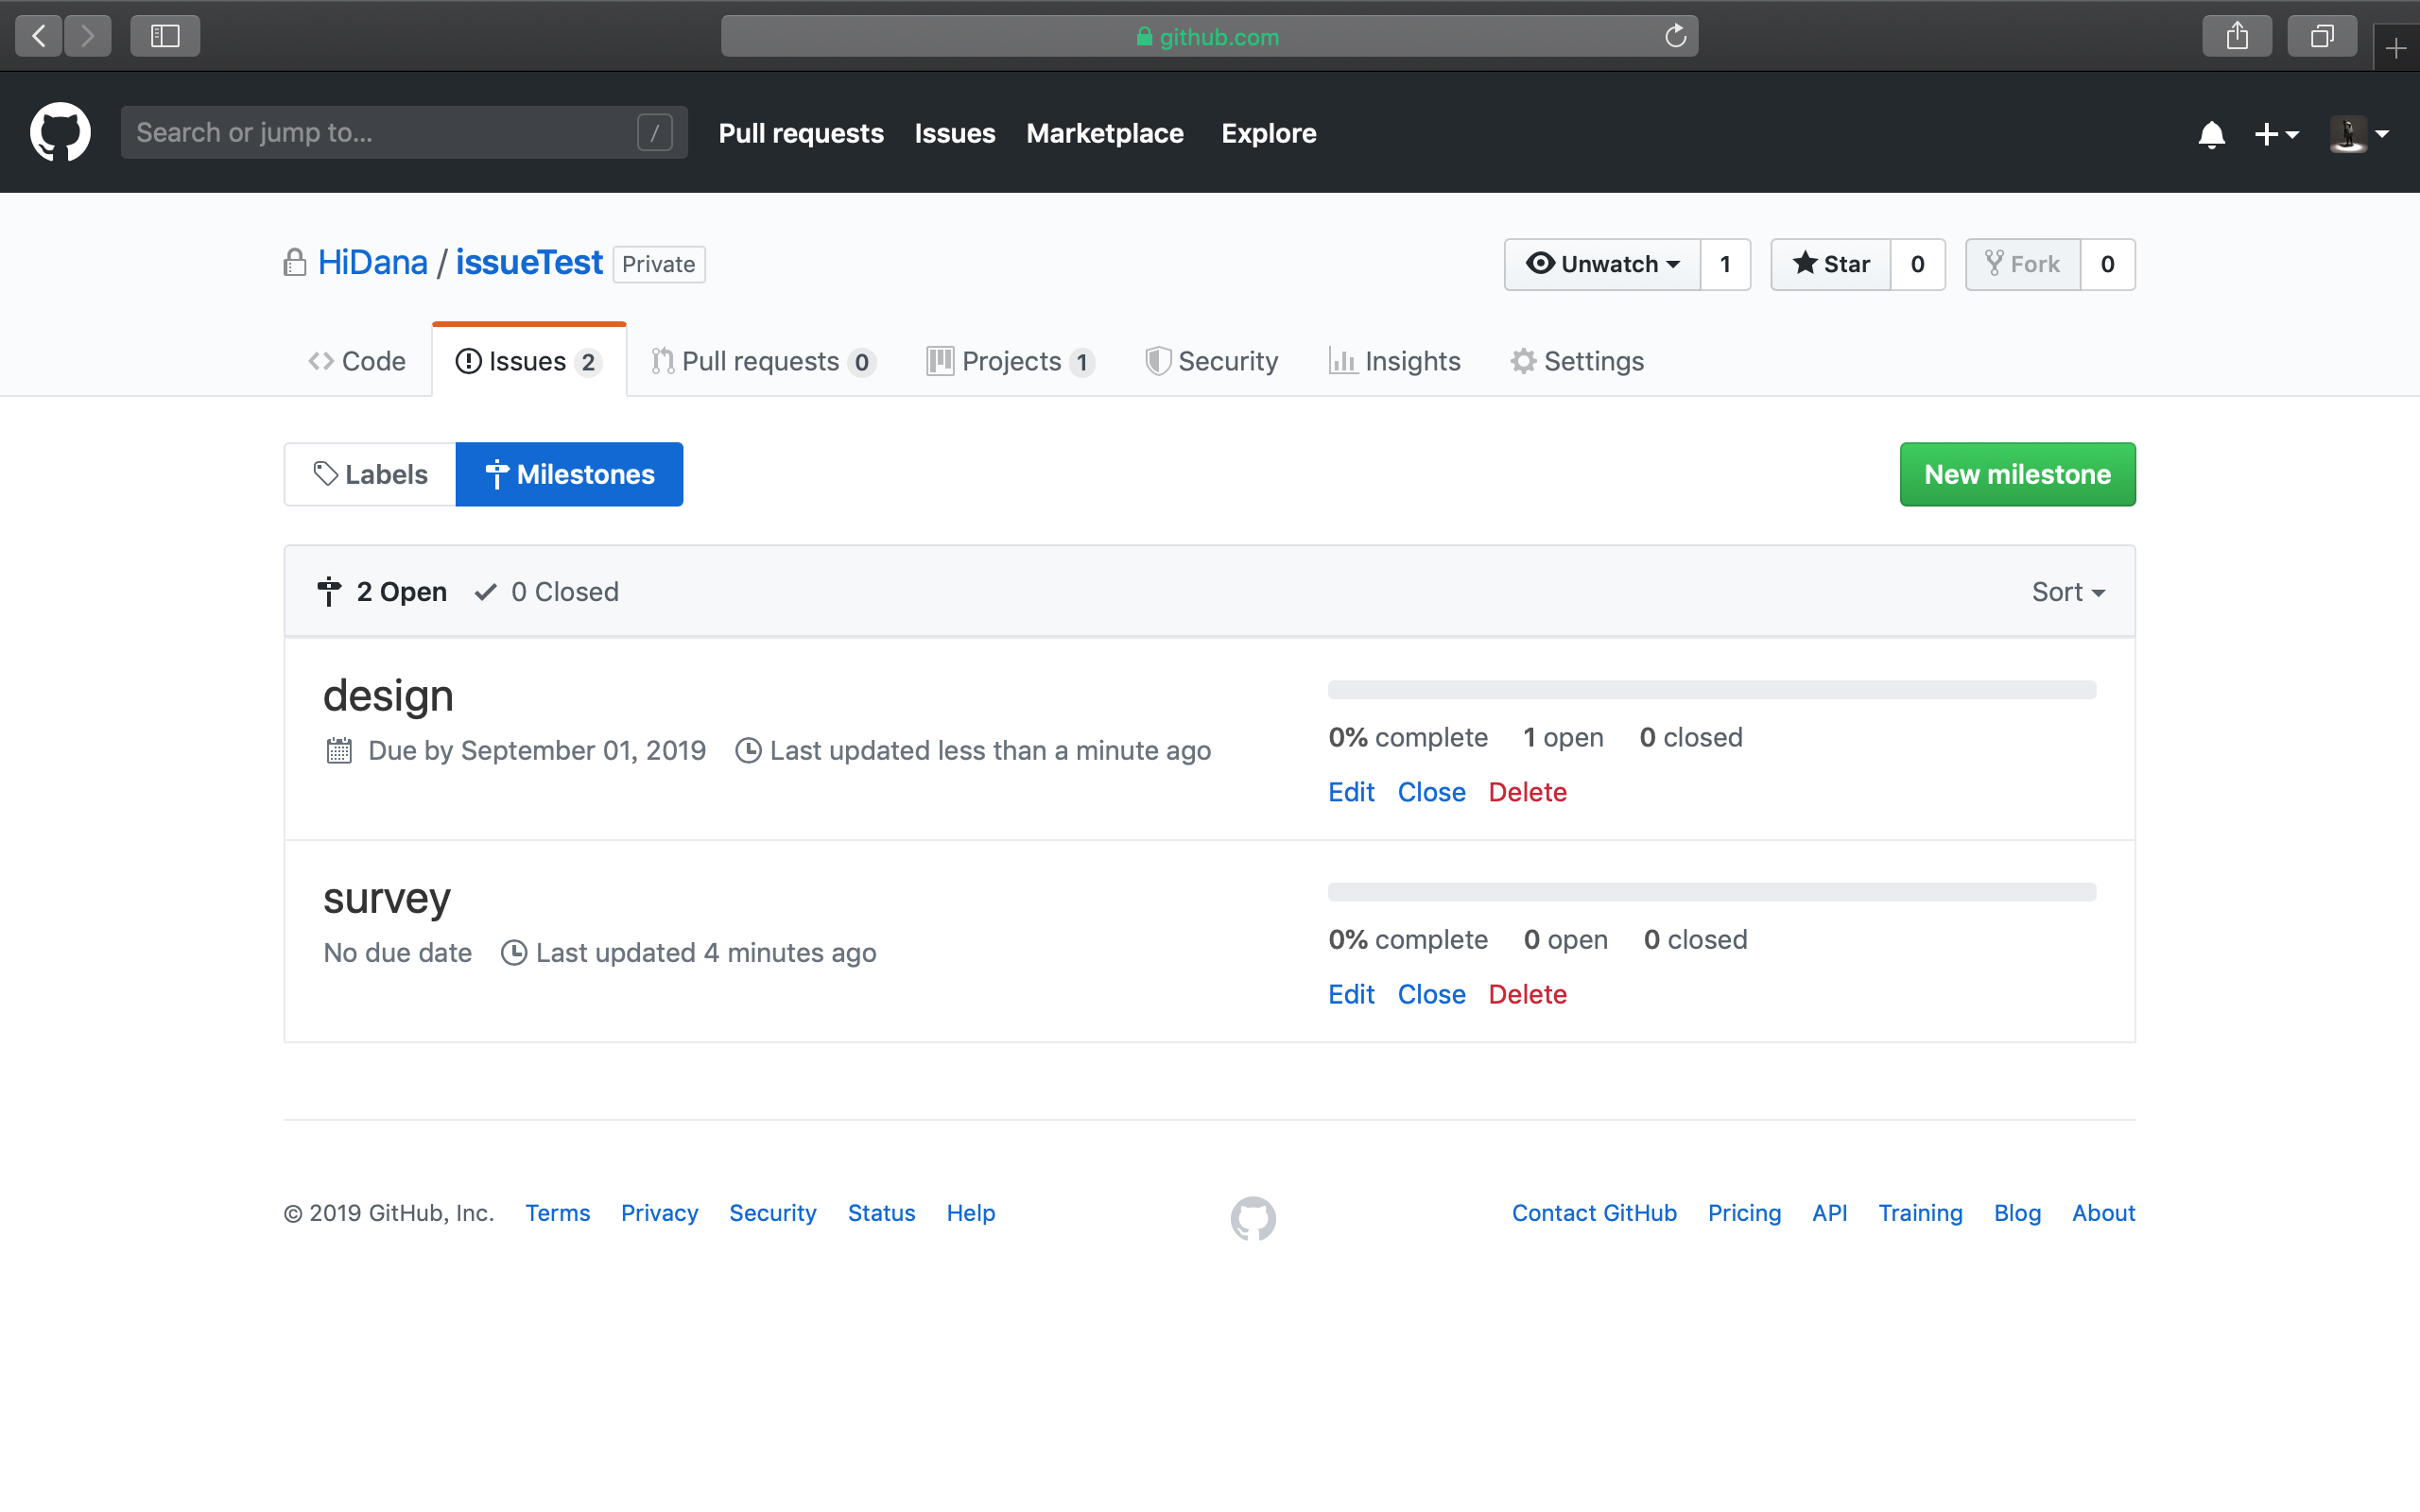 github.com
Search or jump to... /
Pull requests Issues Marketplace Explore
HiDana / issueTest Private
Unwatch 1 Star 0 Fork 0
Code Issues 2 Pull requests 0 Projects 1 Security Insights Settings
Labels Milestones New milestone
2 Open 0 Closed Sort
design
Due by September 01, 2019 Last updated less than a minute ago
0% complete 1 open 0 closed
Edit Close Delete
survey
No due date Last updated 4 minutes ago
0% complete 0 open 0 closed
Edit Close Delete
© 2019 GitHub, Inc. Terms Privacy Security Status Help Contact GitHub Pricing API Training Blog About